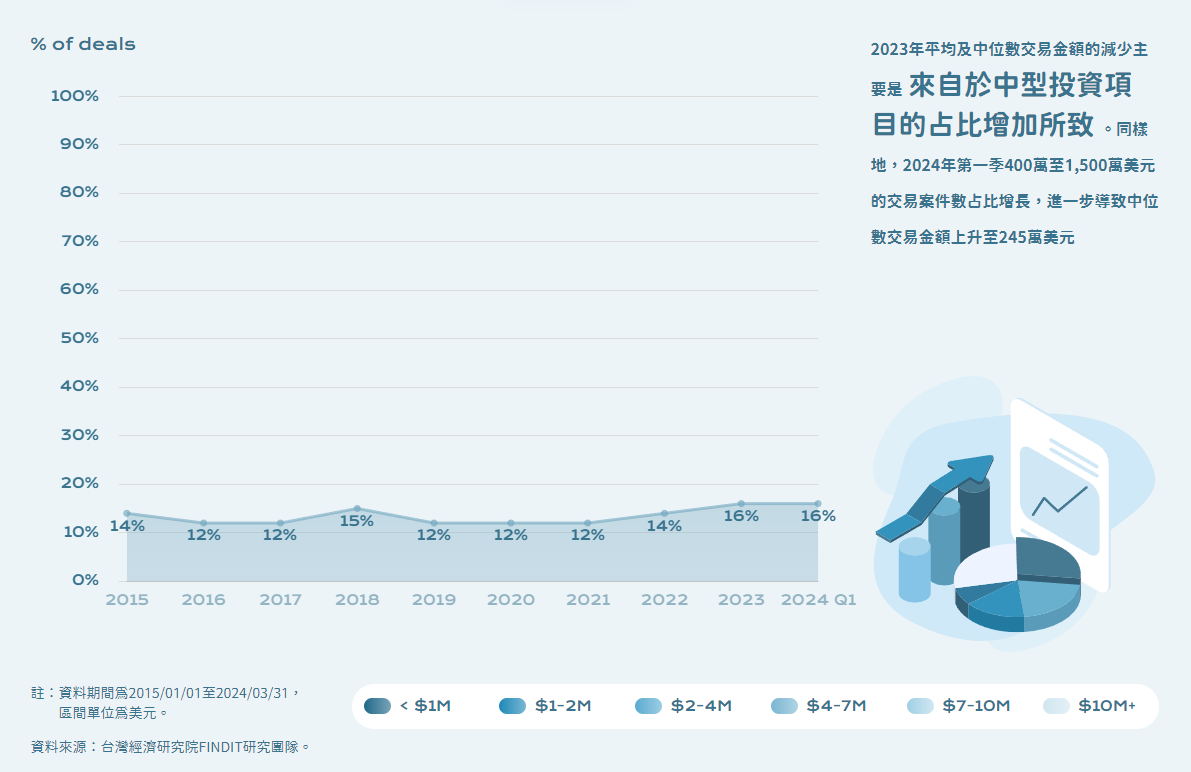 % of deals
100%
90%
80%
70%
60%
50%
40%
30%
20%
10%
0%
14%
12%
12%
15%
12%
12%
12%
14%
16%
16%
2015 2016 2017 2018 2019 2020 2021 2022 2023 2024 Q1
2023年平均及中位數交易金額的減少主
要是 來自於中型投資項
目的占比增加所致 。同樣
地，2024年第一季400萬至1,500萬美元
的交易案件數占比增長，進一步導致中位
數交易金額上升至245萬美元
註：資料期間為2015/01/01至2024/03/31，
區間單位為美元。
資料來源：台灣經濟研究院FINDIT研究團隊。
< $1M $1-2M $2-4M $4-7M $7-10M $10M+